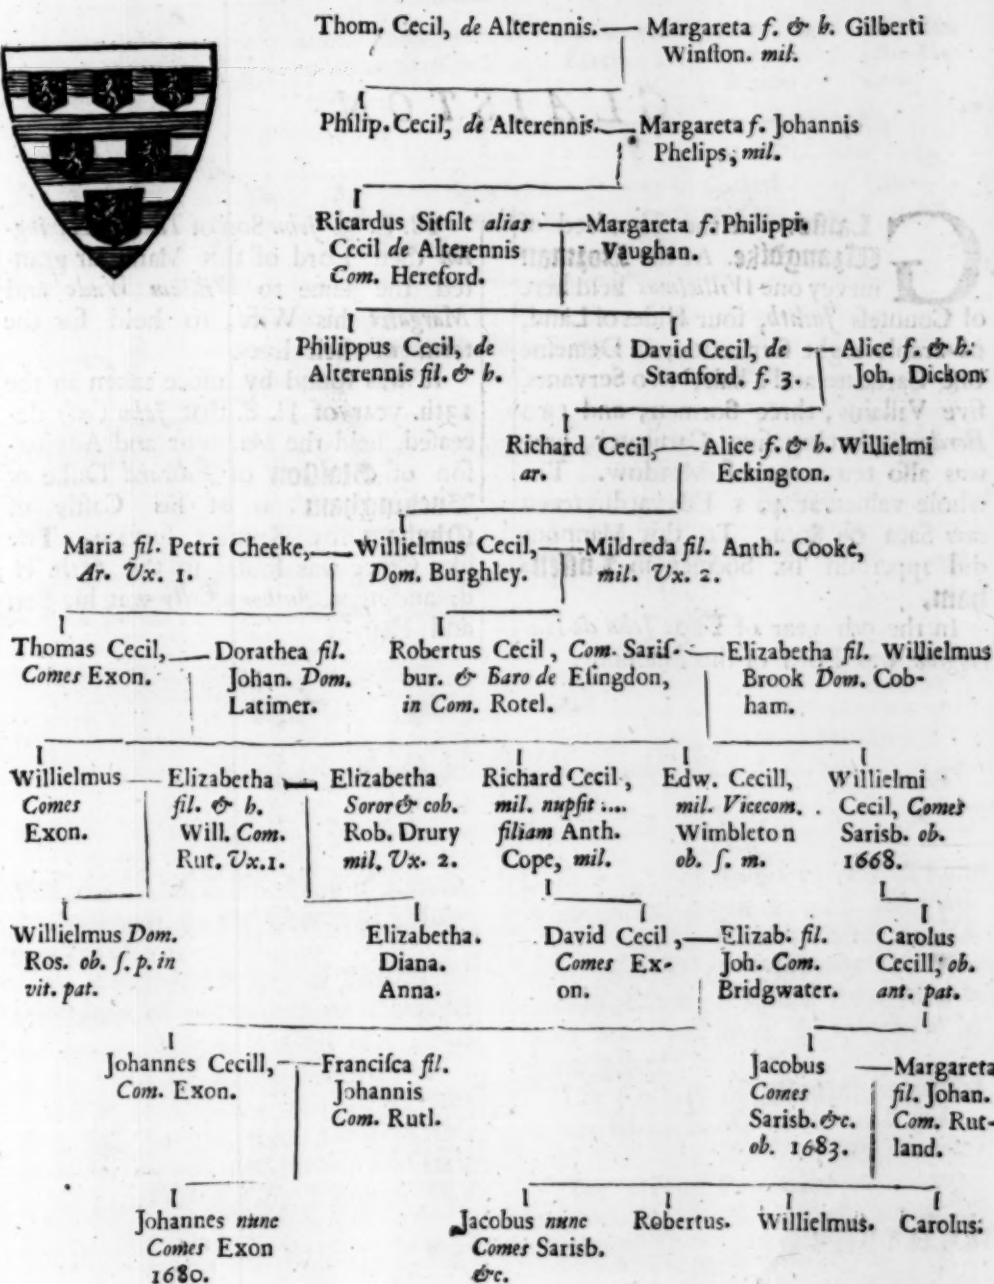 Thom. Cecil, de Alterennis. — Margareta f. & h. Gilberti
Winſton. mil.
Philip. Cecil, de Alterennis. — Margareta f. Johannis
Phelips, mil.
Ricardus Sitſilt alias — Margareta f. Philippi
Cecil de Alterennis Vaughan.
Com. Hereford.
Philippus Cecil, de
Alterennis fil. & h.
David Cecil, de — Alice f. & h.
Stamford. f. 3. Joh. Dickons
Richard Cecil, — Alice f. & h. Willielmi
ar. Eckington.
Maria fil. Petri Cheeke, — Willielmus Cecil, — Mildreda fil. Anth. Cooke,
Ar. Ux. 1. Dom. Burghley. mil. Ux. 2.
Thomas Cecil, — Dorathea fil.
Comes Exon. Johan. Dom.
Latimer.
Robertus Cecil, Com. Sariſ- — Elizabetha fil. Willielmus
bur. & Baro de Eſingdon, Brook Dom. Cob-
in Com. Rotel. ham.
Willielmus — Elizabetha — Elizabetha
Comes fil. & h. Soror & coh.
Exon. Will. Com. Rob. Drury
Rut. Ux. 1. mil. Ux. 2.
Richard Cecil,
mil. nupſit ....
filiam Anth.
Cope, mil.
Edw. Cecill,
mil. Vicecom.
Wimbleton
ob. ſ. m.
Willielmi
Cecil, Comes
Sarisb. ob.
1668.
Willielmus Dom.
Ros. ob. ſ. p. in
vit. pat.
Elizabetha.
Diana.
Anna.
David Cecil, — Elizab. fil.
Comes Ex- Joh. Com.
on. Bridgwater.
Carolus
Cecill, ob.
ant. pat.
Johannes Cecill, — Franciſca fil.
Com. Exon. Johannis
Com. Rutl.
Jacobus — Margareta
Comes fil. Johan.
Sarisb. &c. Com. Rut-
ob. 1683. land.
Johannes nunc
Comes Exon
1680.
Jacobus nunc
Comes Sarisb.
&c.
Robertus. Willielmus. Carolus.